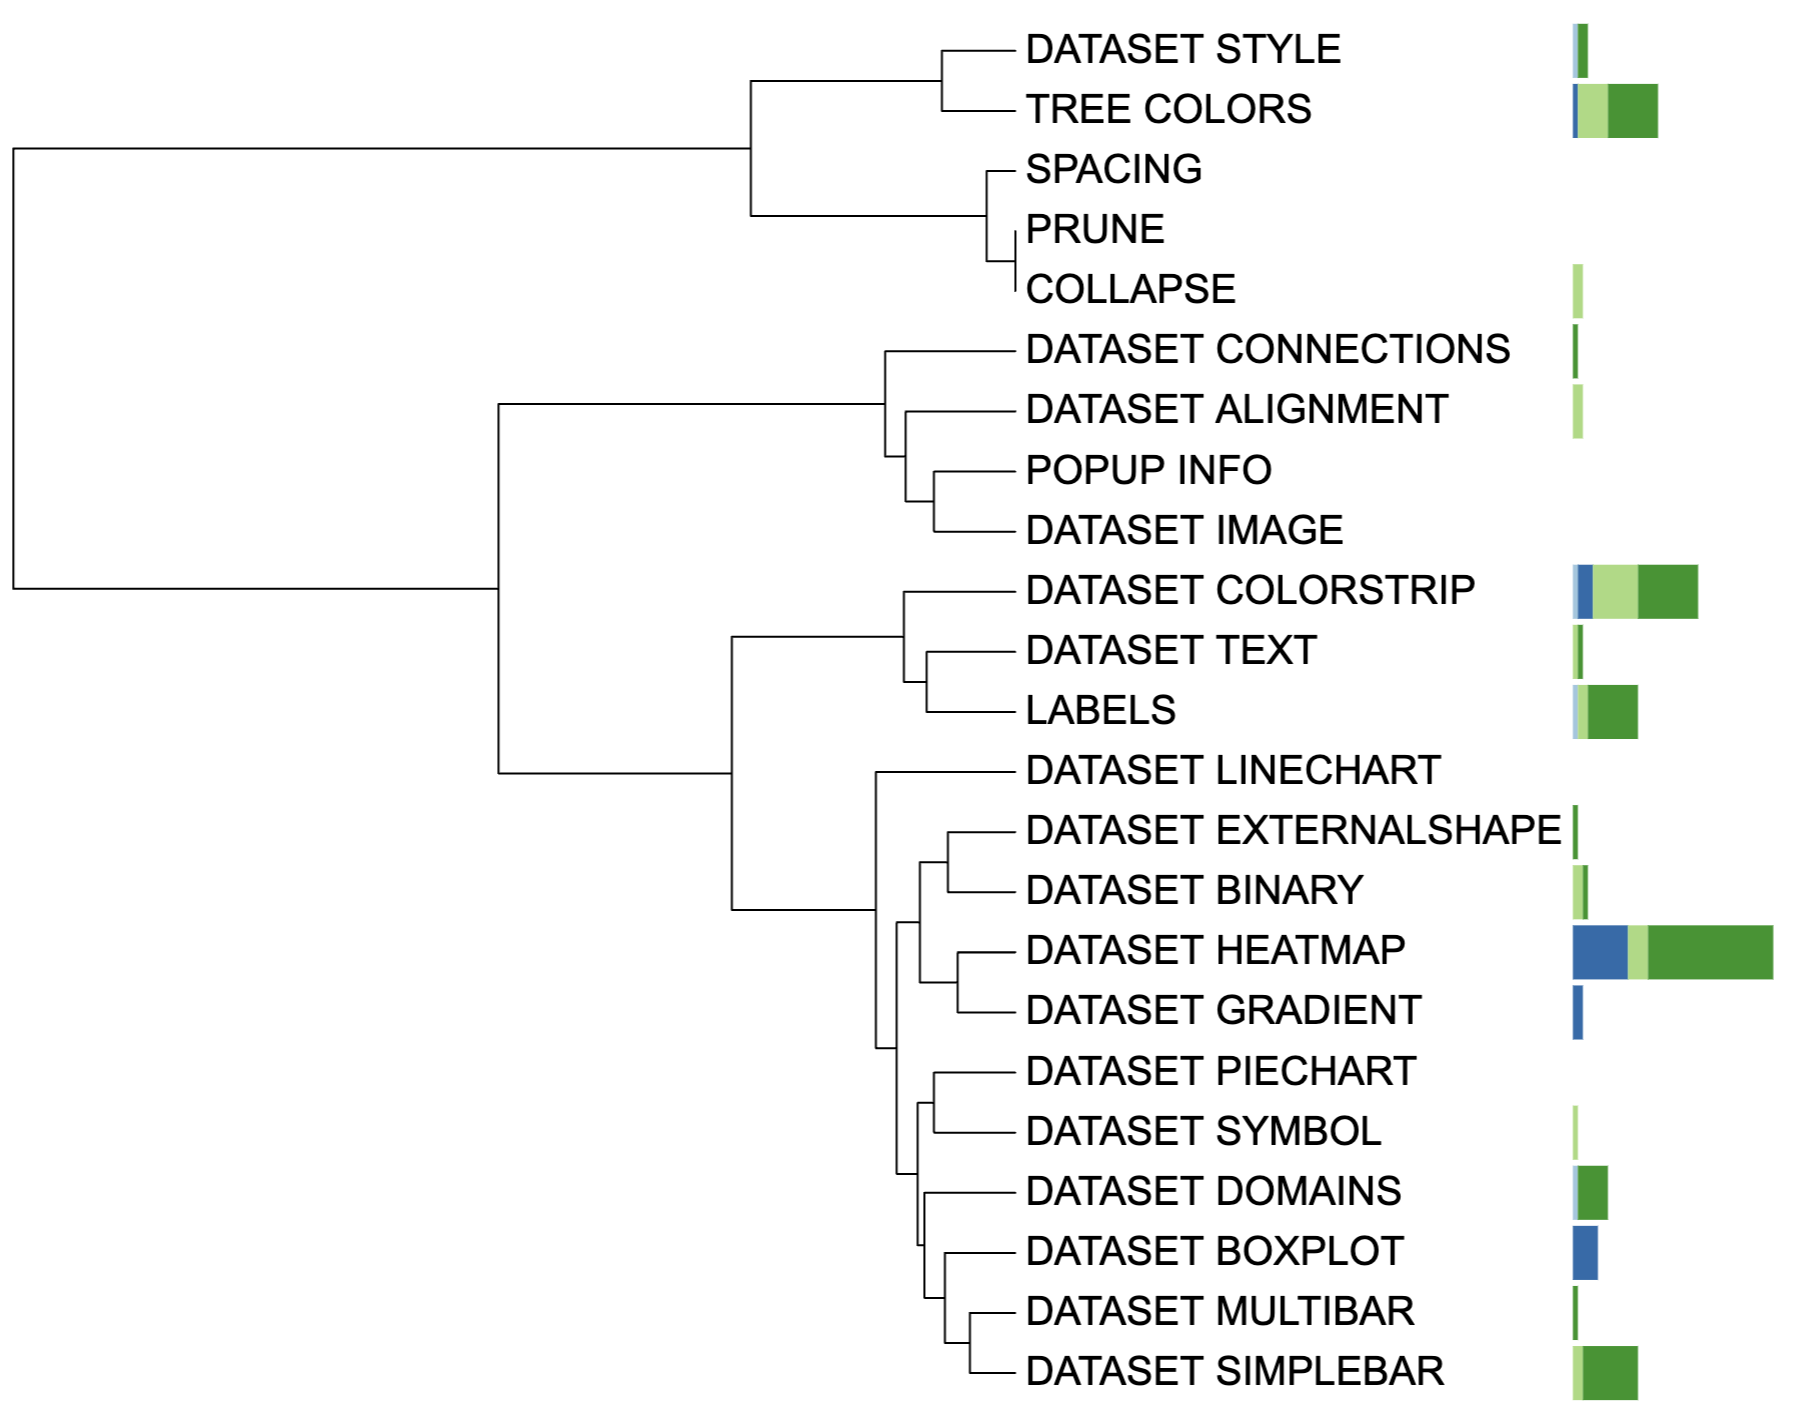 DATASET STYLE
TREE COLORS
SPACING
PRUNE
COLLAPSE
DATASET CONNECTIONS
DATASET ALIGNMENT
POPUP INFO
DATASET IMAGE
DATASET COLORSTRIP
DATASET TEXT
LABELS
DATASET LINECHART
DATASET EXTERNALSHAPE
DATASET BINARY
DATASET HEATMAP
DATASET GRADIENT
DATASET PIECHART
DATASET SYMBOL
DATASET DOMAINS
DATASET BOXPLOT
DATASET MULTIBAR
DATASET SIMPLEBAR